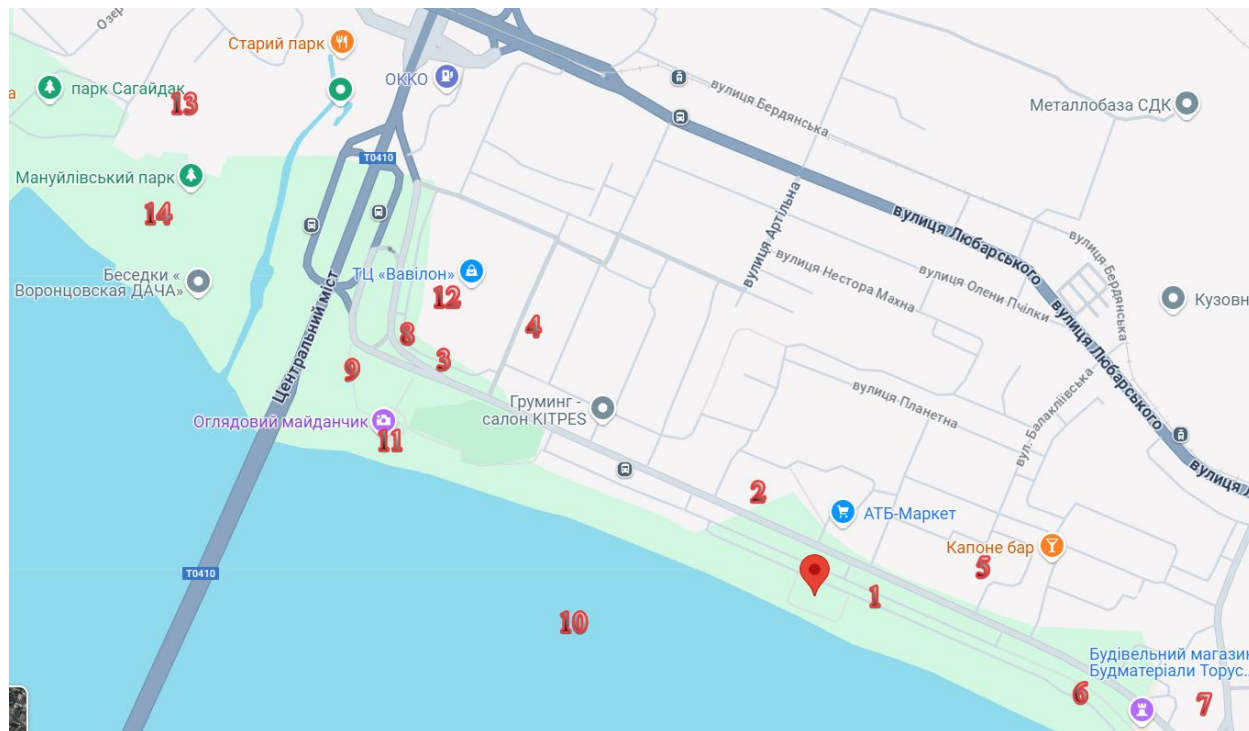 Озер
Старий парк
ОККО
а
парк Сагайдак
13
Металлобаза СДК
вулиця Бердянська
T0410
Мануйлівський парк
14
вулиця Артільна
вулиця Любарського
вулиця Бердянська
Беседки «
Воронцовская ДАЧА»
ТЦ «Вавілон»
12
вулиця Нестора Махна
вулиця Олени Пчілки
Кузовн
Центральний міст
8
4
3
9
вулиця Любарського
Груминг -
салон KITPES
вулиця Планетна
вул. Балакліївська
Оглядовий майданчик
11
вулиця Л
2
АТБ-Маркет
Капоне бар
5
T0410
1
10
Будівельний магазин
Будматеріали Торус...
6
7